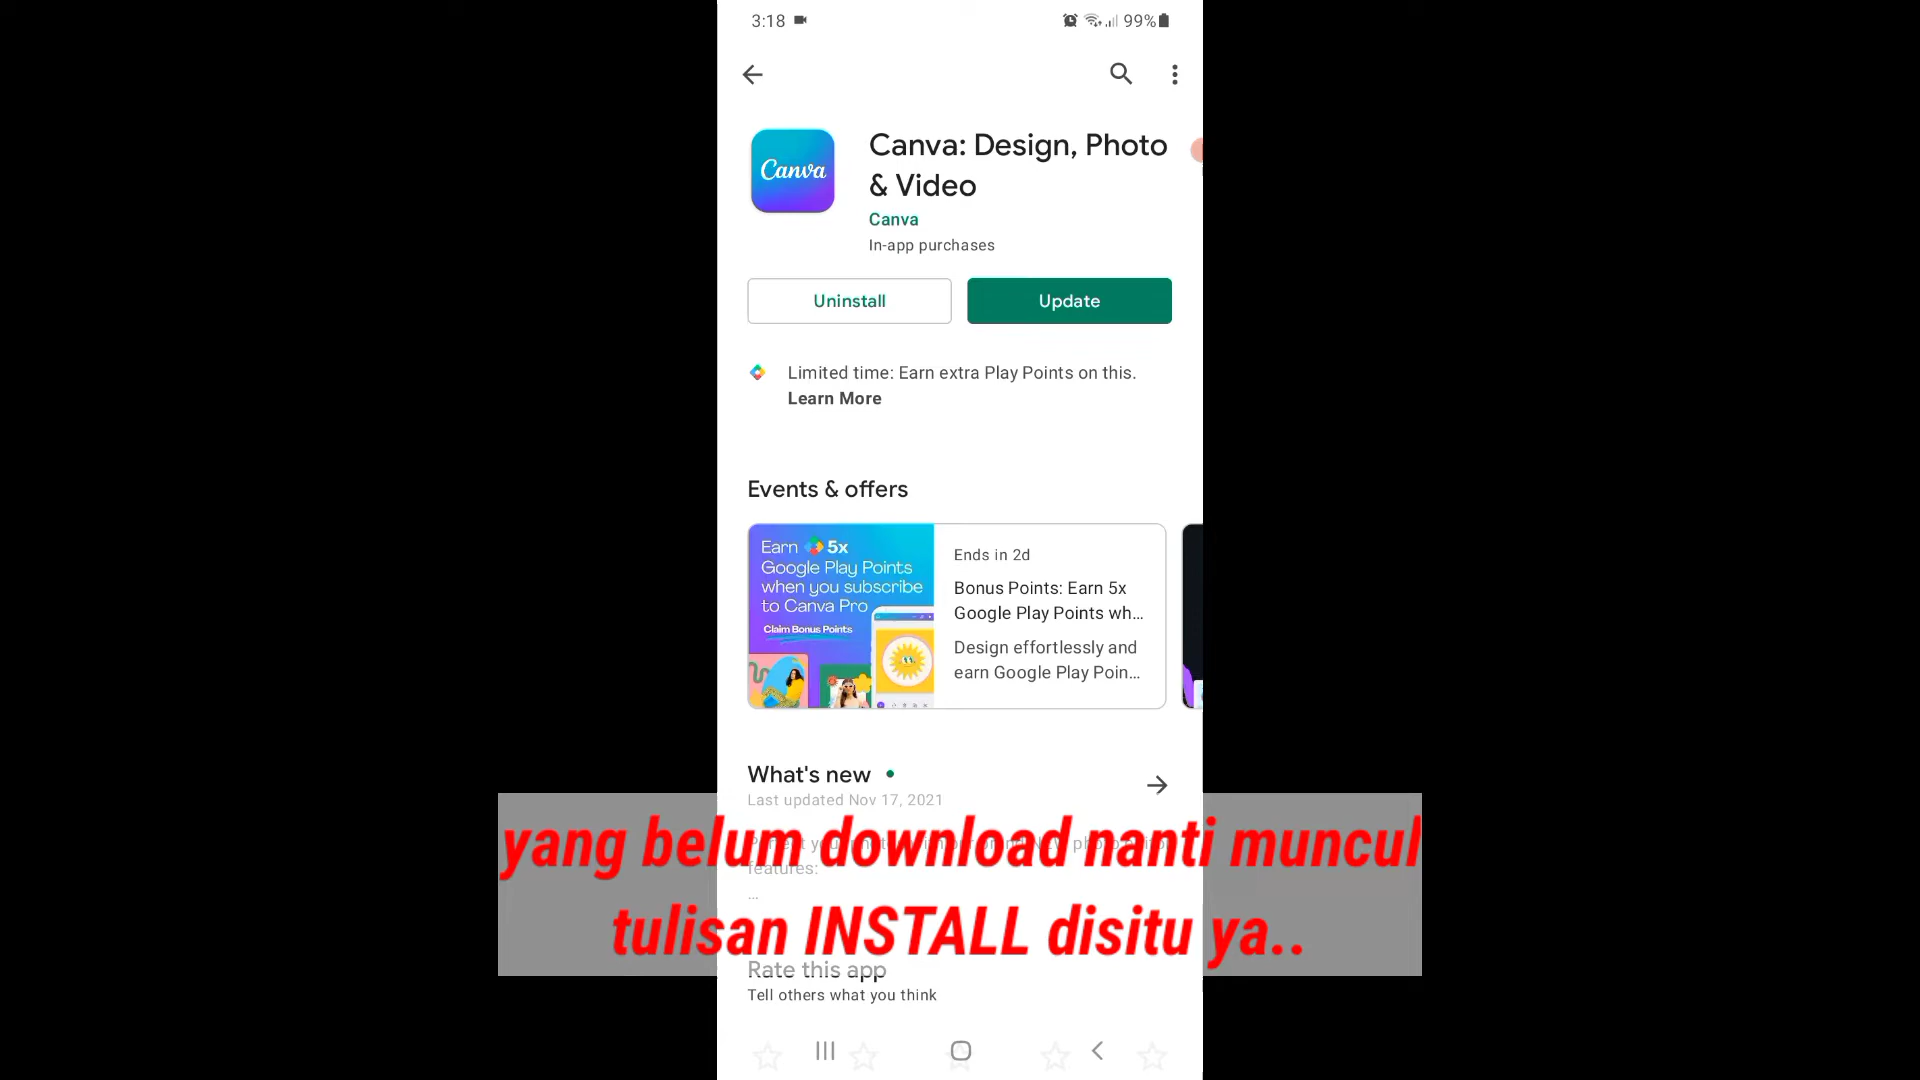 3:18
99%
Canva
Canva: Design, Photo
& Video
Canva
In-app purchases
Uninstall
Update
Limited time: Earn extra Play Points on this.
Learn More
Events & offers
Earn 5x
Google Play Points
when you subscribe
to Canva Pro
Claim Bonus Points
Ends in 2d
Bonus Points: Earn 5x
Google Play Points wh...
Design effortlessly and
earn Google Play Poin...
What's new
Last updated Nov 17, 2021
yang belum download nanti muncul
features:
...
tulisan INSTALL disitu ya..
Rate this app
Tell others what you think